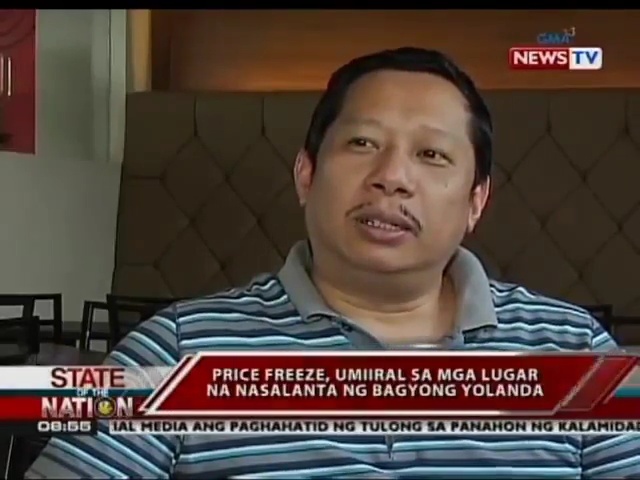 GMA
NEWS TV
PRICE FREEZE, UMIIRAL SA MGA LUGAR
NA NASALANTA NG BAGYONG YOLANDA
STATE
OF THE
NATION
08:55
IAL MEDIA ANG PAGHAHATID NG TULONG SA PANAHON NG KALAMIDA